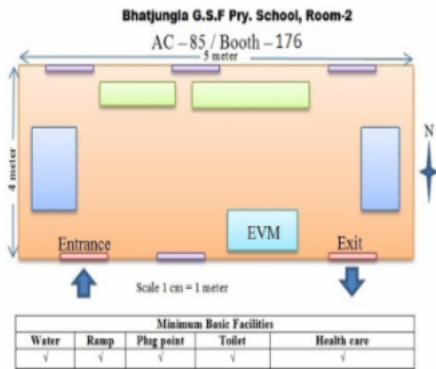 Bhatjungla G.S.F Pry. School, Room-2
AC – 85 / Booth – 176
5 meter
4 meter
N
EVM
Entrance
Exit
Scale 1 cm = 1 meter
Minimum Basic Facilities
Water Ramp Plug point Toilet Health care
√ √ √ √ √